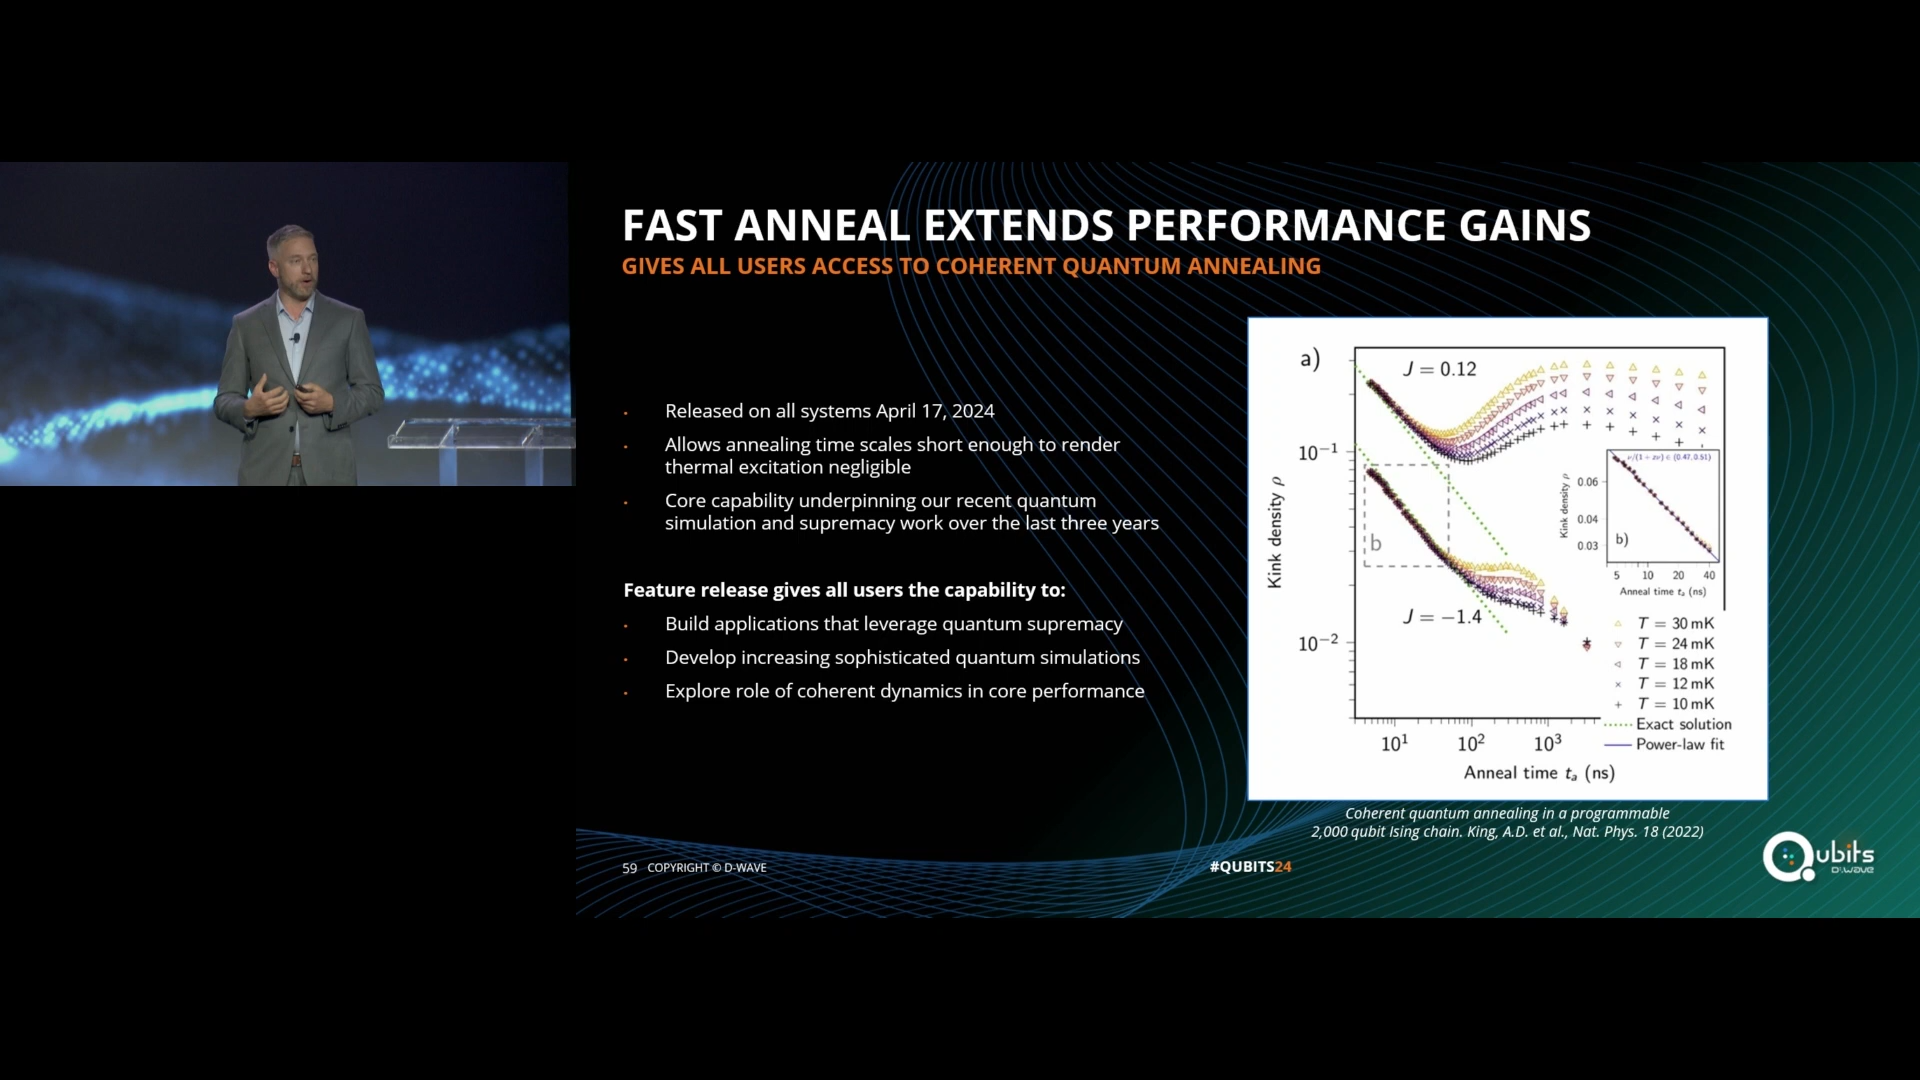 FAST ANNEAL EXTENDS PERFORMANCE GAINS
GIVES ALL USERS ACCESS TO COHERENT QUANTUM ANNEALING
· Released on all systems April 17, 2024
· Allows annealing time scales short enough to render
thermal excitation negligible
· Core capability underpinning our recent quantum
simulation and supremacy work over the last three years
Feature release gives all users the capability to:
· Build applications that leverage quantum supremacy
· Develop increasing sophisticated quantum simulations
· Explore role of coherent dynamics in core performance
a)
J = 0.12
10⁻¹
10⁻²
Kink density ρ
b
J = −1.4
10¹ 10² 10³
Anneal time tₐ (ns)
ν/(1 + zν) ∈ (0.47,0.51)
0.06
0.04
0.03
Kink density ρ
b)
5 10 20 40
Anneal time tₐ (ns)
T = 30 mK
T = 24 mK
T = 18 mK
T = 12 mK
T = 10 mK
Exact solution
Power-law fit
Coherent quantum annealing in a programmable
2,000 qubit Ising chain. King, A.D. et al., Nat. Phys. 18 (2022)
59 COPYRIGHT © D-WAVE
#QUBITS24
Qubits
D:WAVE